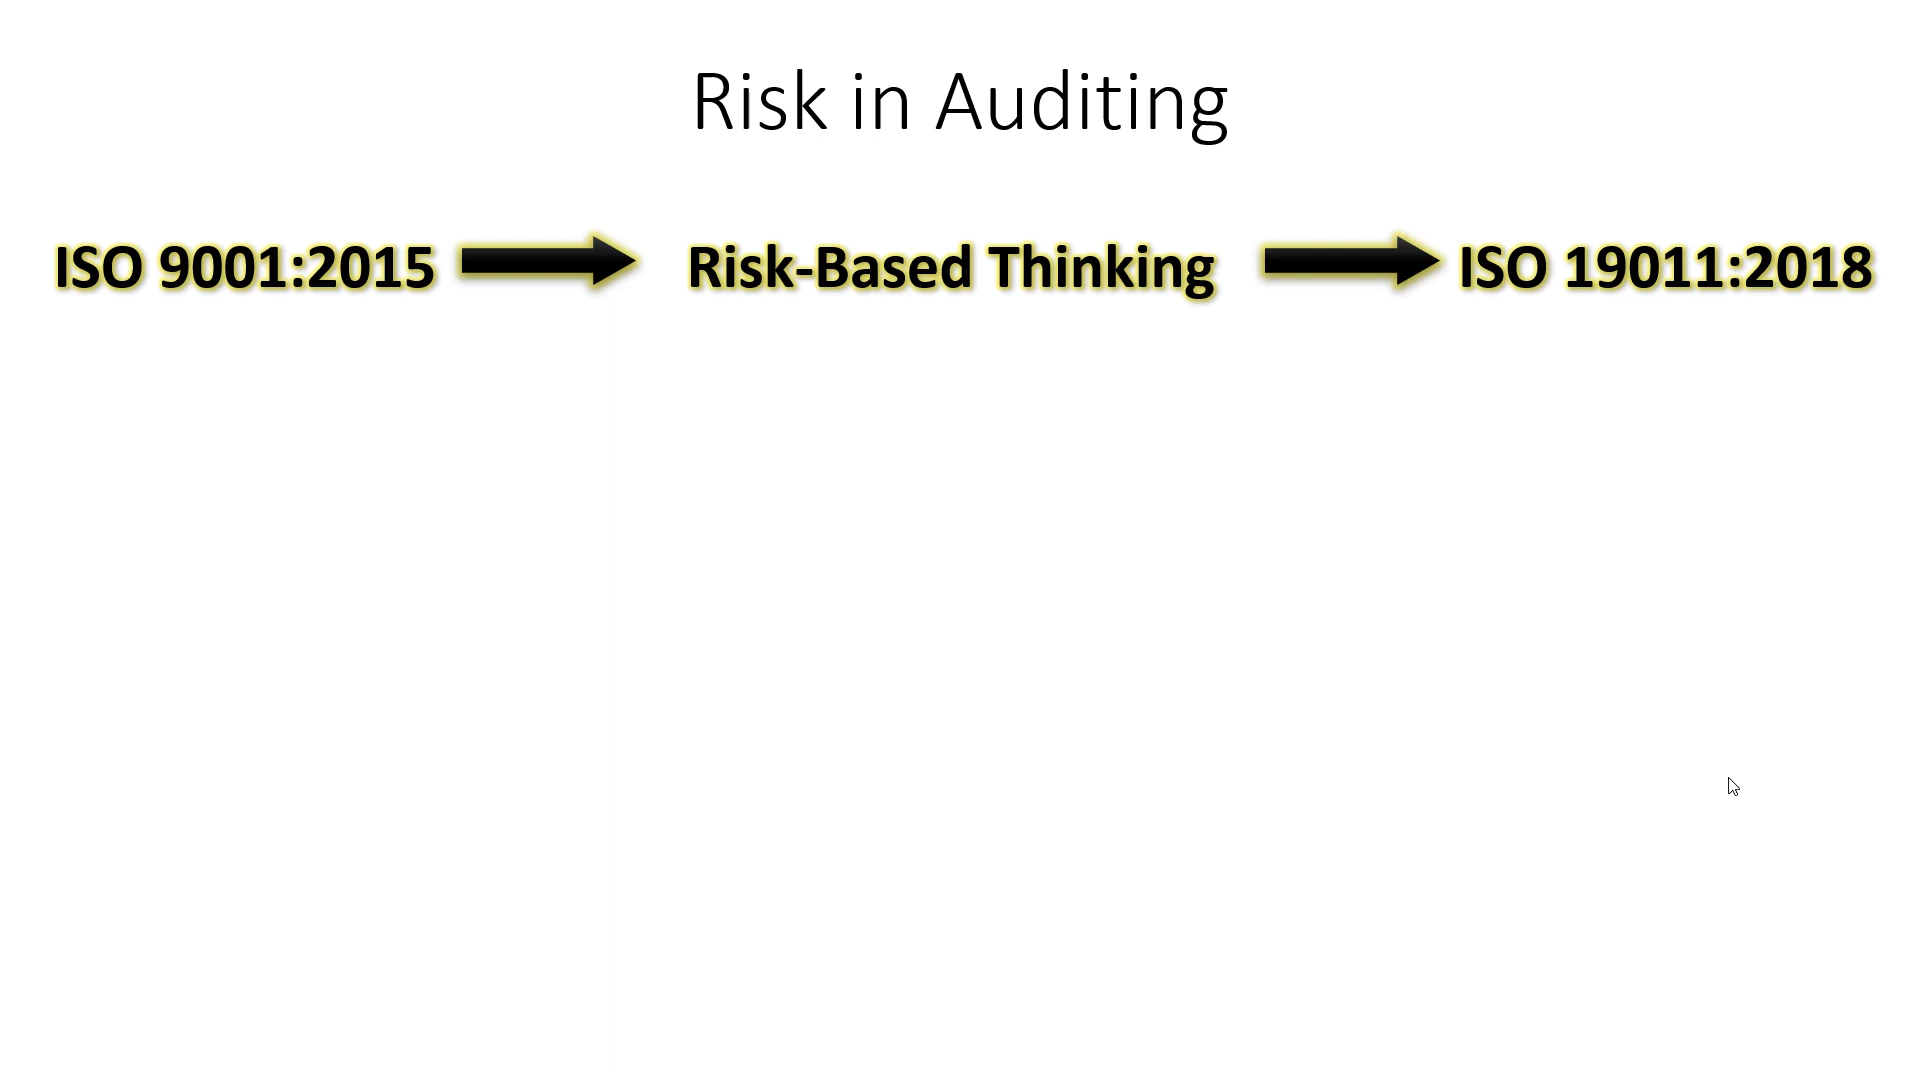 Risk in Auditing
ISO 9001:2015 Risk-Based Thinking ISO 19011:2018